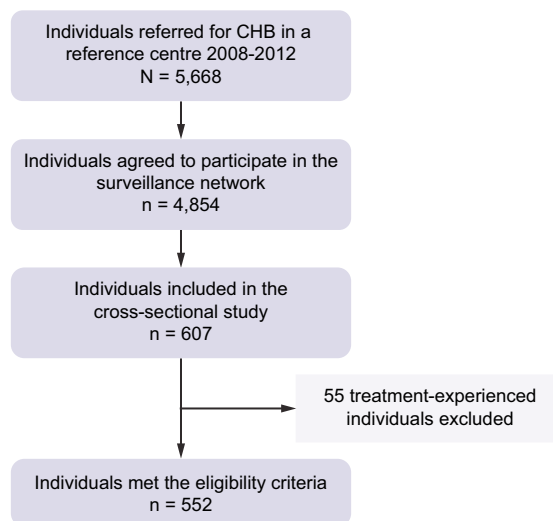 Individuals referred for CHB in a
reference centre 2008-2012
N = 5,668
Individuals agreed to participate in the
surveillance network
n = 4,854
Individuals included in the
cross-sectional study
n = 607
55 treatment-experienced
individuals excluded
Individuals met the eligibility criteria
n = 552